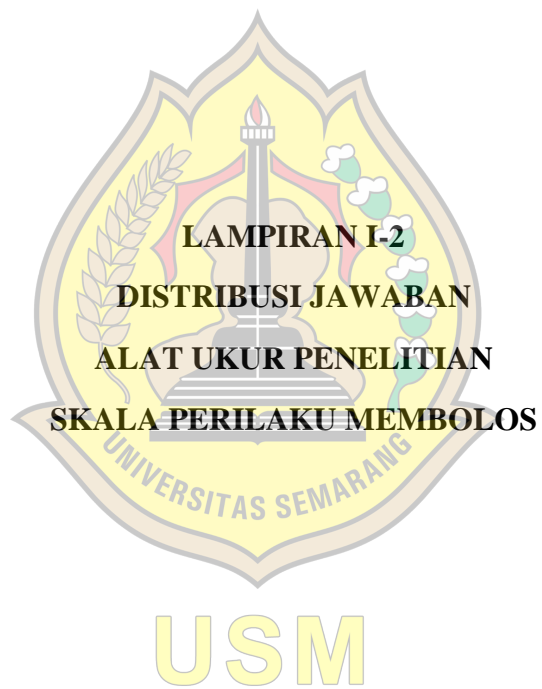 LAMPIRAN I-2
DISTRIBUSI JAWABAN
ALAT UKUR PENELITIAN
SKALA PERILAKU MEMBOLOS
UNIVERSITAS SEMARANG
USM